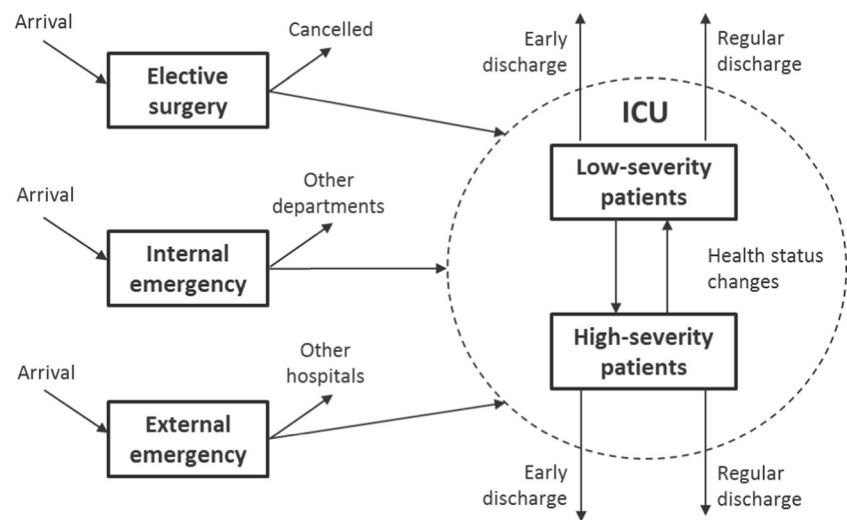 Arrival
Elective
surgery
Cancelled
Arrival
Internal
emergency
Other
departments
Arrival
External
emergency
Other
hospitals
Early
discharge
Regular
discharge
ICU
Low-severity
patients
Health status
changes
High-severity
patients
Early
discharge
Regular
discharge